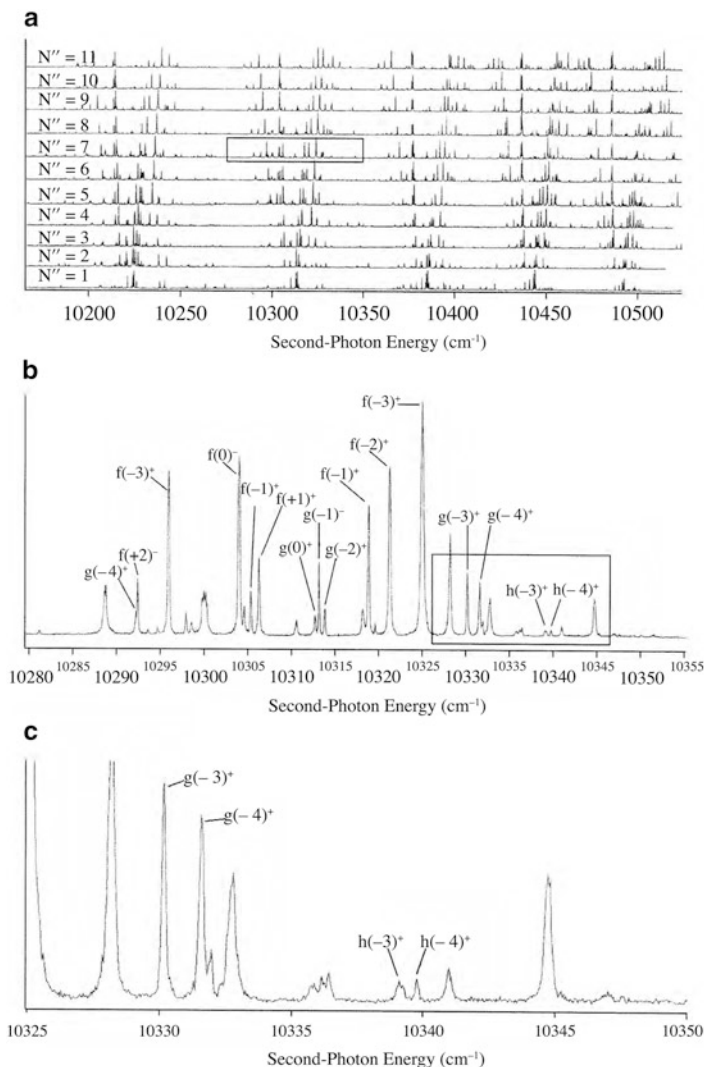 a
N″ = 11
N″ = 10
N″ = 9
N″ = 8
N″ = 7
N″ = 6
N″ = 5
N″ = 4
N″ = 3
N″ = 2
N″ = 1
10200 10250 10300 10350 10400 10450 10500
Second-Photon Energy (cm⁻¹)
b
f(−3)⁺
f(−2)⁺
f(0)⁻
f(−3)⁺
f(−1)⁺
f(−1)⁺
f(+1)⁺
g(−1)⁻
g(−3)⁺
g(−4)⁺
f(+2)⁻
g(−4)⁺
g(0)⁺
g(−2)⁺
h(−3)⁺
h(−4)⁺
10280 10285 10290 10295 10300 10305 10310 10315 10320 10325 10330 10335 10340 10345 10350 10355
Second-Photon Energy (cm⁻¹)
c
g(− 3)⁺
g(− 4)⁺
h(−3)⁺
h(−4)⁺
10325 10330 10335 10340 10345 10350
Second-Photon Energy (cm⁻¹)